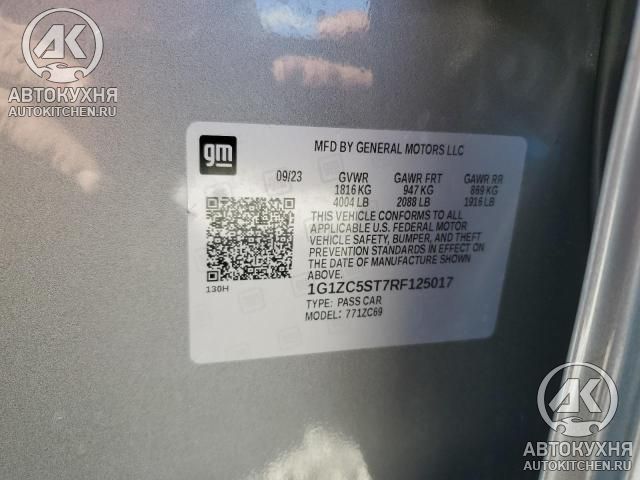 AK
АВТОКУХНЯ
AUTOKITCHEN.RU
gm
MFD BY GENERAL MOTORS LLC
09/23 GVWR GAWR FRT GAWR RR
1816 KG 947 KG 869 KG
4004 LB 2088 LB 1916 LB
THIS VEHICLE CONFORMS TO ALL
APPLICABLE U.S. FEDERAL MOTOR
VEHICLE SAFETY, BUMPER, AND THEFT
PREVENTION STANDARDS IN EFFECT ON
THE DATE OF MANUFACTURE SHOWN
ABOVE.
130H
1G1ZC5ST7RF125017
TYPE: PASS CAR
MODEL: 771ZC69
AK
АВТОКУХНЯ
AUTOKITCHEN.RU